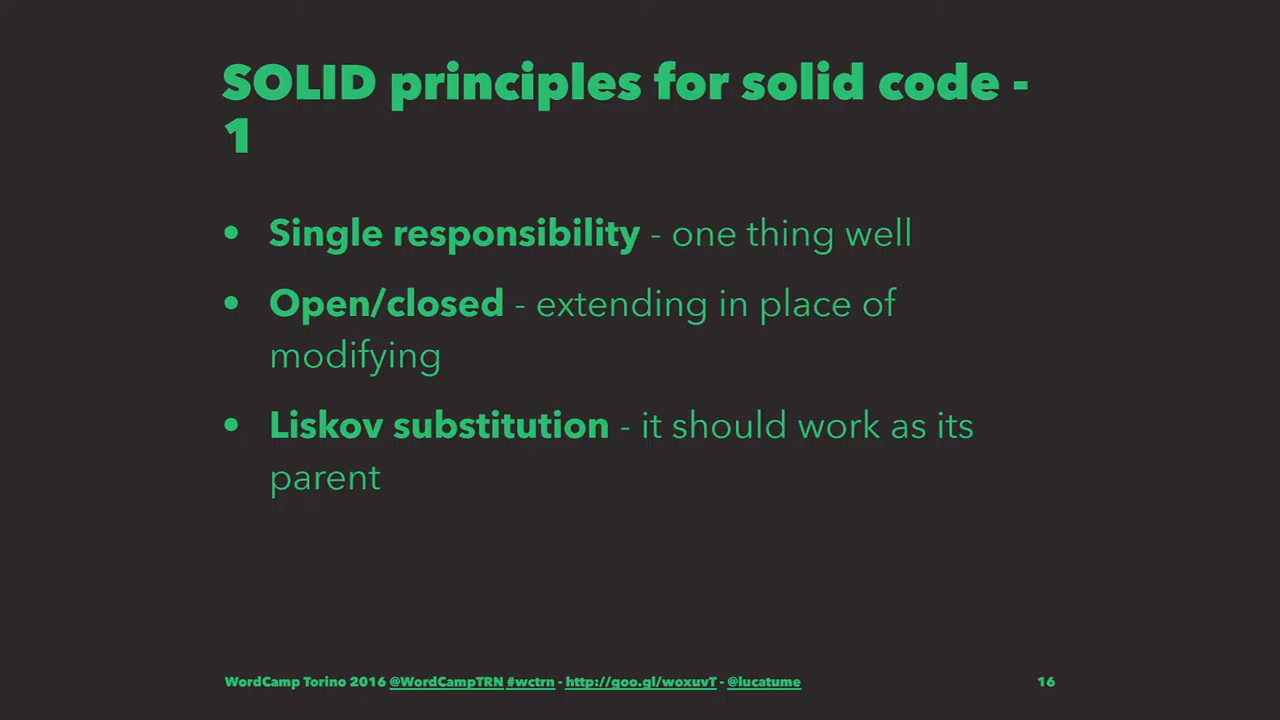 SOLID principles for solid code -
1
• Single responsibility - one thing well
• Open/closed - extending in place of
modifying
• Liskov substitution - it should work as its
parent
WordCamp Torino 2016 @WordCampTRN #wctrn - http://goo.gl/woxuvT - @lucatume 16